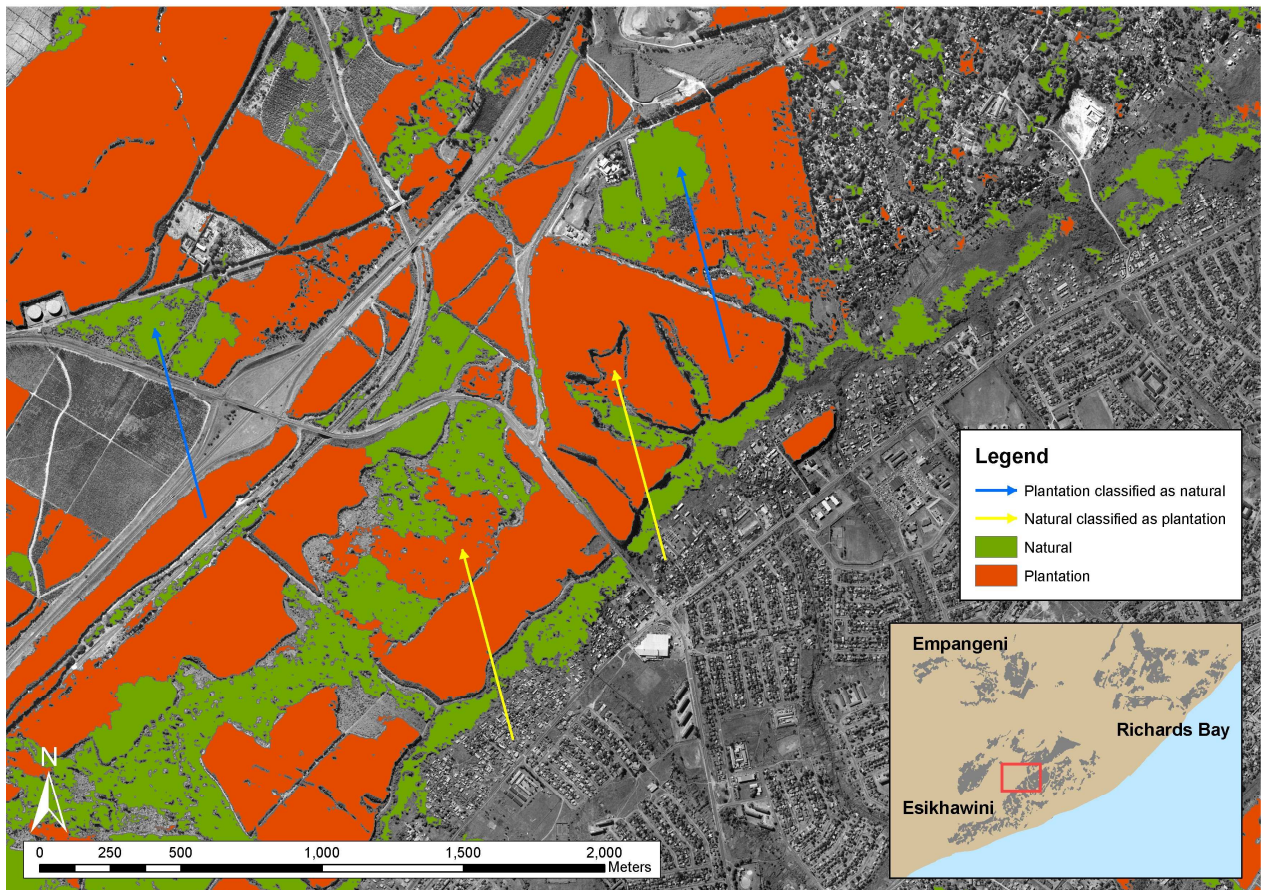 Legend
Plantation classified as natural
Natural classified as plantation
Natural
Plantation
Empangeni
Richards Bay
Esikhawini
N
0 250 500 1,000 1,500 2,000
Meters